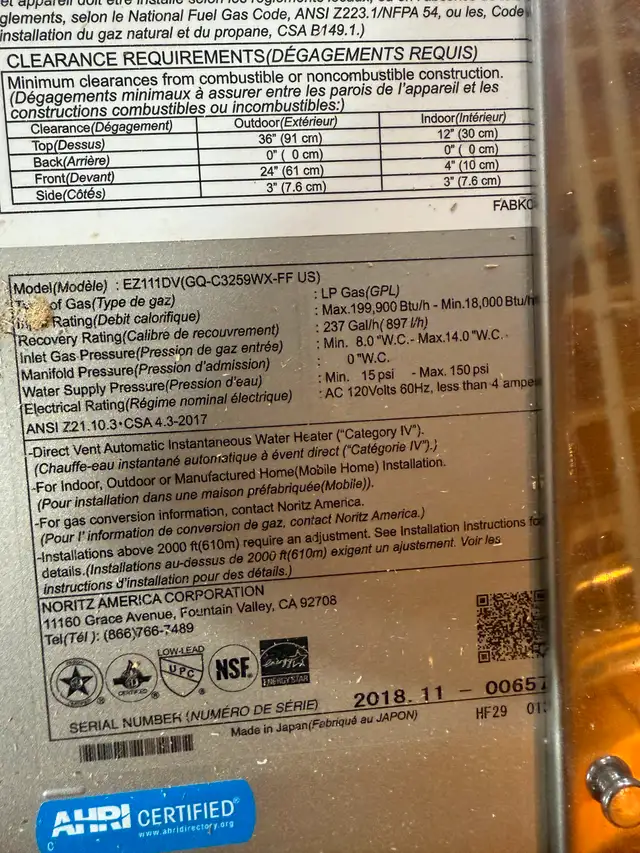 et appareil doit être installé selon les règlements
glements, selon le National Fuel Gas Code, ANSI Z223.1/NFPA 54, ou les, Code
installation du gaz naturel et du propane, CSA B149.1.)
CLEARANCE REQUIREMENTS(DÉGAGEMENTS REQUIS)
Minimum clearances from combustible or noncombustible construction.
(Dégagements minimaux à assurer entre les parois de l'appareil et les
constructions combustibles ou incombustibles:)
Clearance(Dégagement) Outdoor(Extérieur) Indoor(Intérieur)
Top(Dessus) 36" (91 cm) 12" (30 cm)
Back(Arrière) 0" ( 0 cm) 0" ( 0 cm)
Front(Devant) 24" (61 cm) 4" (10 cm)
Side(Côtés) 3" (7.6 cm) 3" (7.6 cm)
FABK0
Model(Modèle) : EZ111DV(GQ-C3259WX-FF US)
of Gas(Type de gaz) : LP Gas(GPL)
Rating(Debit calorifique) : Max.199,900 Btu/h - Min.18,000 Btu/h
Recovery Rating(Calibre de recouvrement) : 237 Gal/h ( 897 l/h)
Inlet Gas Pressure(Pression de gaz entrée) : Min. 8.0 "W.C.- Max.14.0 "W.C.
Manifold Pressure(Pression d'admission) : 0 "W.C.
Water Supply Pressure(Pression d'eau) : Min. 15 psi - Max. 150 psi
Electrical Rating(Régime nominal électrique) : AC 120Volts 60Hz, less than 4 ampe
ANSI Z21.10.3•CSA 4.3-2017
-Direct Vent Automatic Instantaneous Water Heater ("Category IV").
(Chauffe-eau instantané automatique à évent direct ("Catégorie IV").)
-For Indoor, Outdoor or Manufactured Home(Mobile Home) Installation.
(Pour installation dans une maison préfabriquée(Mobile)).
-For gas conversion information, contact Noritz America.
(Pour l' information de conversion de gaz, contact Noritz America.)
-Installations above 2000 ft(610m) require an adjustment. See Installation Instructions fo
details.(Installations au-dessus de 2000 ft(610m) exigent un ajustement. Voir les
instructions d'installation pour des détails.)
NORITZ AMERICA CORPORATION
11160 Grace Avenue, Fountain Valley, CA 92708
Tel(Tél ): (866)766-7489
LOW-LEAD
UPC
CERTIFIED
NSF.
energy
ENERGY STAR
SERIAL NUMBER (NUMÉRO DE SÉRIE) 2018.11 - 00657
Made in Japan(Fabriqué au JAPON) HF29 01
AHRI CERTIFIED®
www.ahridirectory.org